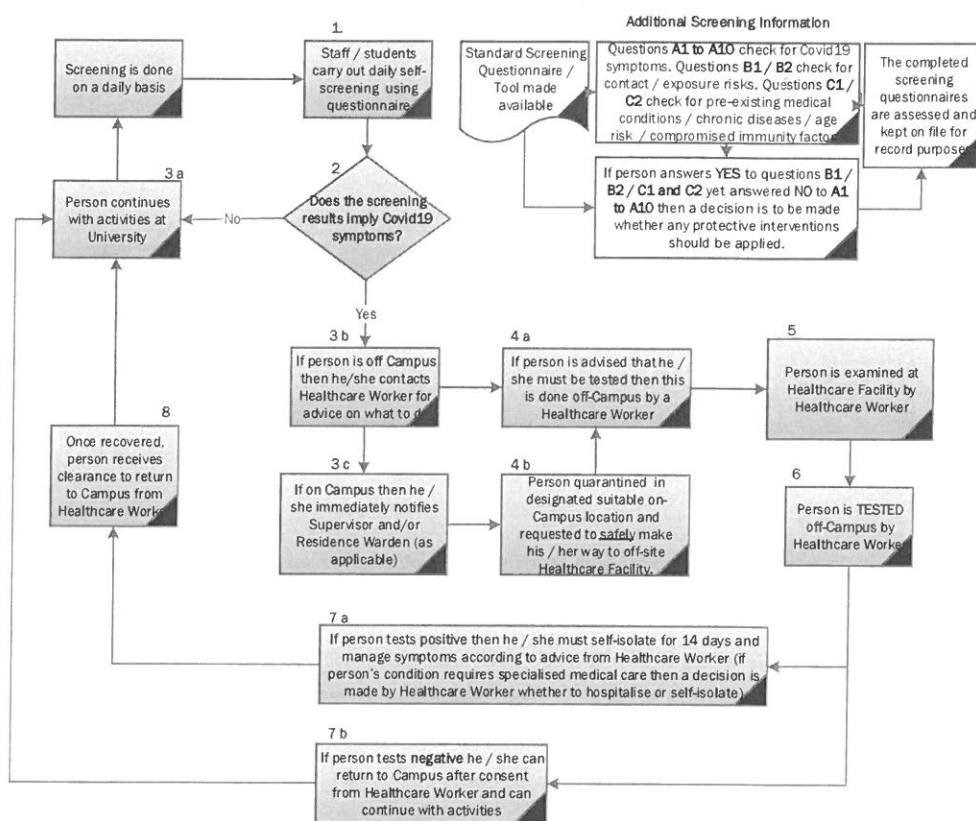 Additional Screening Information
1.
Screening is done
on a daily basis
Staff / students
carry out daily self-
screening using
questionnaire
Standard Screening
Questionnaire /
Tool made
available
Questions A1 to A10 check for Covid19
symptoms. Questions B1 / B2 check for
contact / exposure risks. Questions C1 /
C2 check for pre-existing medical
conditions / chronic diseases / age
risk / compromised immunity factor
The completed
screening
questionnaires
are assessed and
kept on file for
record purposes
If person answers YES to questions B1 /
B2 / C1 and C2 yet answered NO to A1
to A10 then a decision is to be made
whether any protective interventions
should be applied.
2
Does the screening
results imply Covid19
symptoms?
No
Yes
3 a
Person continues
with activities at
University
3 b
If person is off Campus
then he/she contacts
Healthcare Worker for
advice on what to d
4 a
If person is advised that he /
she must be tested then this
is done off-Campus by a
Healthcare Worker
5
Person is examined at
Healthcare Facility by
Healthcare Worker
8
Once recovered,
person receives
clearance to return
to Campus from
Healthcare Worker
3 c
If on Campus then he /
she immediately notifies
Supervisor and/or
Residence Warden (as
applicable)
4 b
Person quarantined in
designated suitable on-
Campus location and
requested to safely make
his / her way to off-site
Healthcare Facility.
6
Person is TESTED
off-Campus by
Healthcare Worker
7 a
If person tests positive then he / she must self-isolate for 14 days and
manage symptoms according to advice from Healthcare Worker (if
person's condition requires specialised medical care then a decision is
made by Healthcare Worker whether to hospitalise or self-isolate)
7 b
If person tests negative he / she can
return to Campus after consent
from Healthcare Worker and can
continue with activities